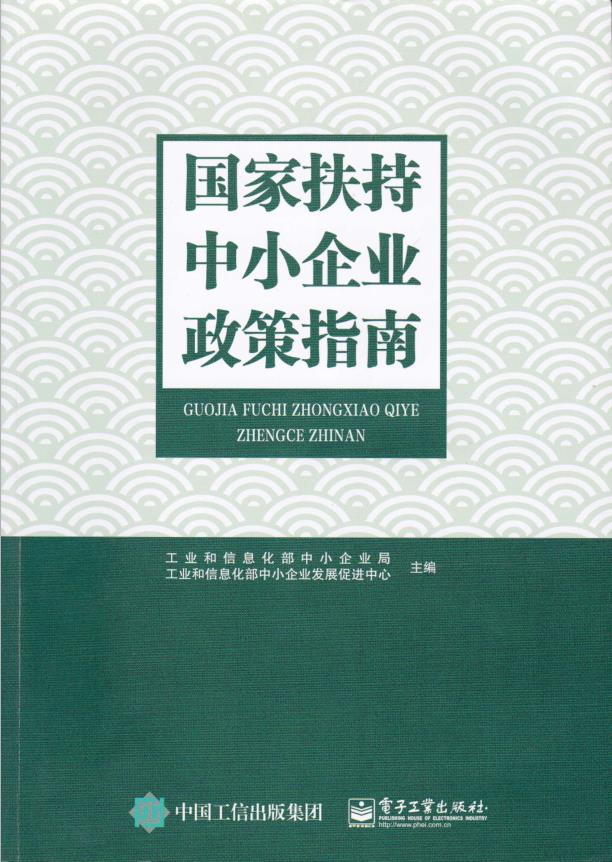 国家扶持
中小企业
政策指南
GUOJIA FUCHI ZHONGXIAO QIYE
ZHENGCE ZHINAN
工业和信息化部中小企业局
工业和信息化部中小企业发展促进中心
主编
中国工信出版集团
电子工业出版社·
PUBLISHING HOUSE OF ELECTRONICS INDUSTRY
http://www.phei.com.cn